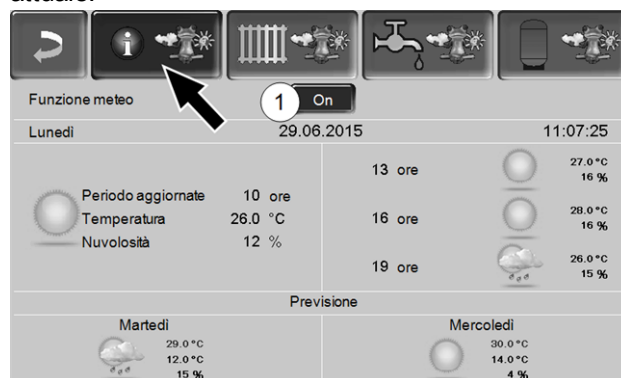 Funzione meteo 1 On
Lunedì 29.06.2015 11:07:25
Periodo aggiornate 10 ore
Temperatura 26.0 °C
Nuvolosità 12 %
13 ore 27.0 °C
16 %
16 ore 28.0 °C
16 %
19 ore 26.0 °C
15 %
Previsione
Martedì
29.0 °C
12.0 °C
15 %
Mercoledì
30.0 °C
14.0 °C
4 %